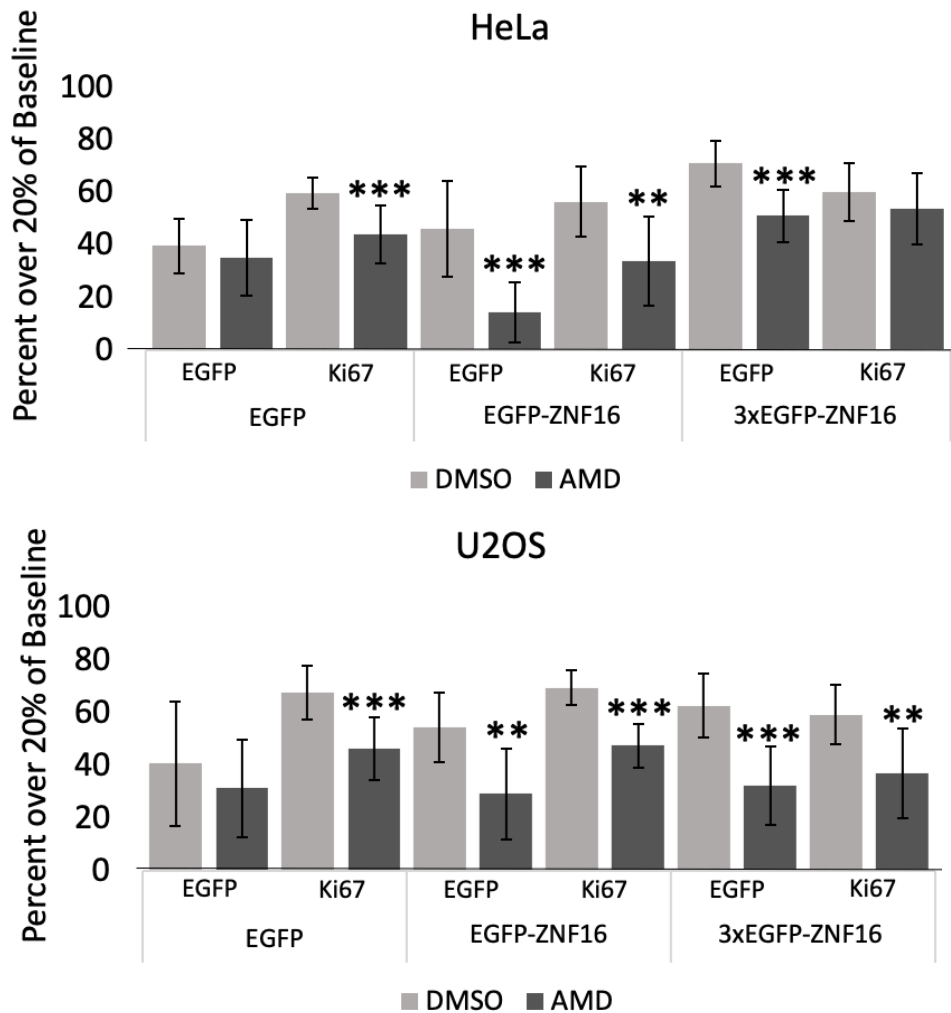 HeLa
Percent over 20% of Baseline
100
80
60
40
20
0
*** *** ** ***
EGFP Ki67 EGFP Ki67 EGFP Ki67
EGFP EGFP-ZNF16 3xEGFP-ZNF16
DMSO AMD
U2OS
Percent over 20% of Baseline
100
80
60
40
20
0
*** ** *** *** **
EGFP Ki67 EGFP Ki67 EGFP Ki67
EGFP EGFP-ZNF16 3xEGFP-ZNF16
DMSO AMD